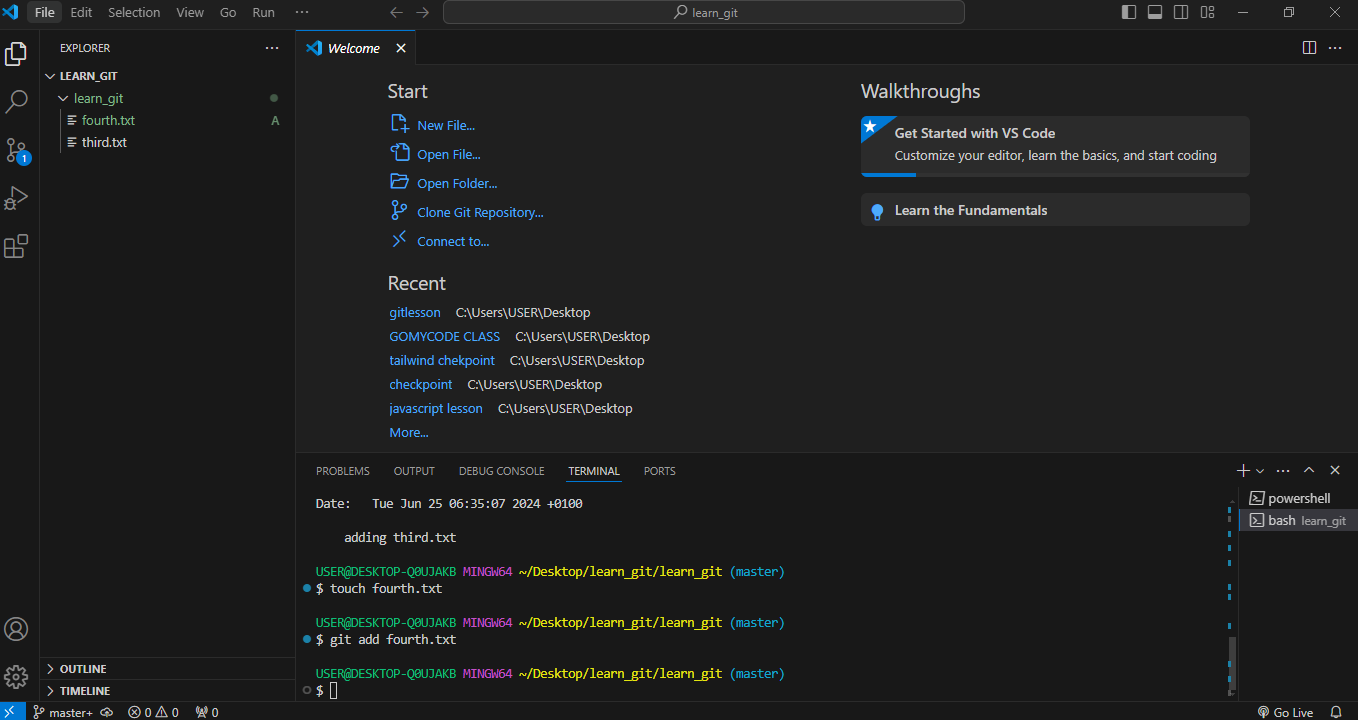 File Edit Selection View Go Run ···
learn_git
EXPLORER ···
LEARN_GIT
learn_git
fourth.txt A
third.txt
1
OUTLINE
TIMELINE
Welcome
Start
New File...
Open File...
Open Folder...
Clone Git Repository...
Connect to...
Recent
gitlesson C:\Users\USER\Desktop
GOMYCODE CLASS C:\Users\USER\Desktop
tailwind chekpoint C:\Users\USER\Desktop
checkpoint C:\Users\USER\Desktop
javascript lesson C:\Users\USER\Desktop
More...
Walkthroughs
Get Started with VS Code
Customize your editor, learn the basics, and start coding
Learn the Fundamentals
PROBLEMS OUTPUT DEBUG CONSOLE TERMINAL PORTS
Date:   Tue Jun 25 06:35:07 2024 +0100
adding third.txt
USER@DESKTOP-Q0UJAKB MINGW64 ~/Desktop/learn_git/learn_git (master)
$ touch fourth.txt
USER@DESKTOP-Q0UJAKB MINGW64 ~/Desktop/learn_git/learn_git (master)
$ git add fourth.txt
USER@DESKTOP-Q0UJAKB MINGW64 ~/Desktop/learn_git/learn_git (master)
$
powershell
bash learn_git
master+ 0 0 0 Go Live